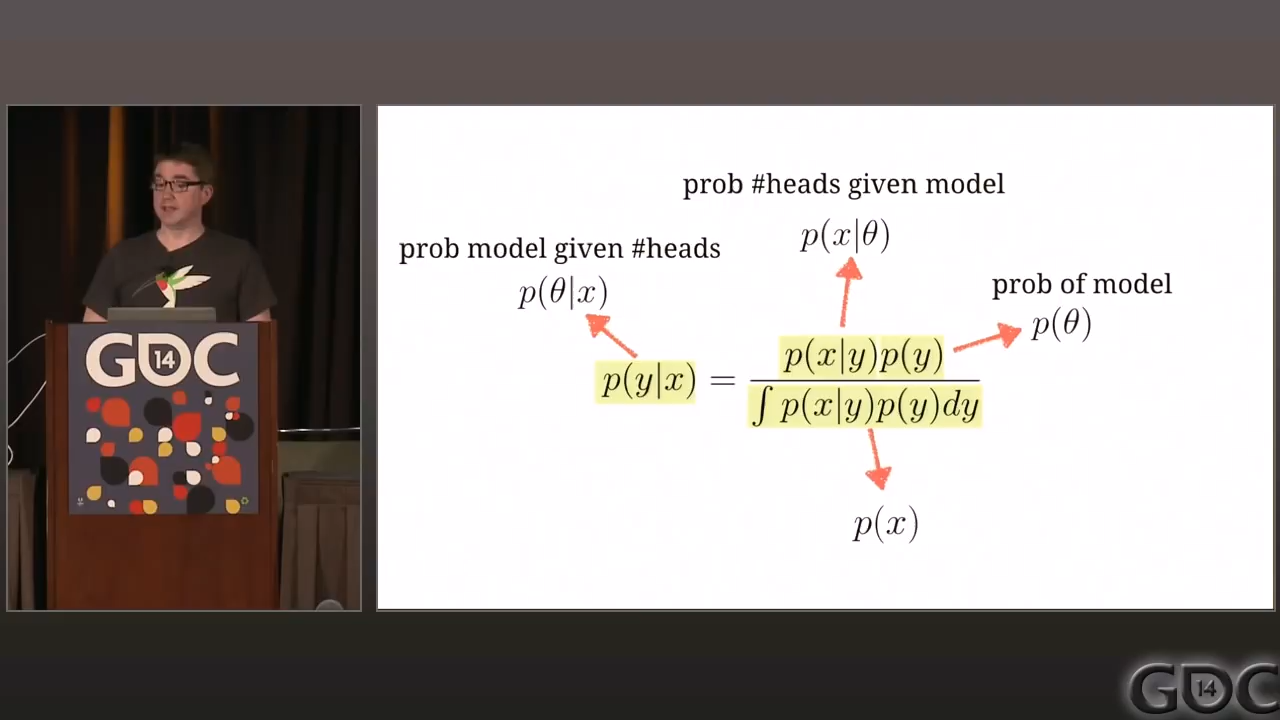 prob #heads given model
p(x|θ)
prob model given #heads
p(θ|x)
prob of model
p(θ)
p(y|x) = p(x|y)p(y) / ∫ p(x|y)p(y)dy
p(x)
GDC
14
GDC
14